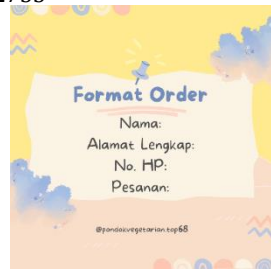 Format Order
Nama:
Alamat Lengkap:
No. HP:
Pesanan:
@pondokvegetarian.top68